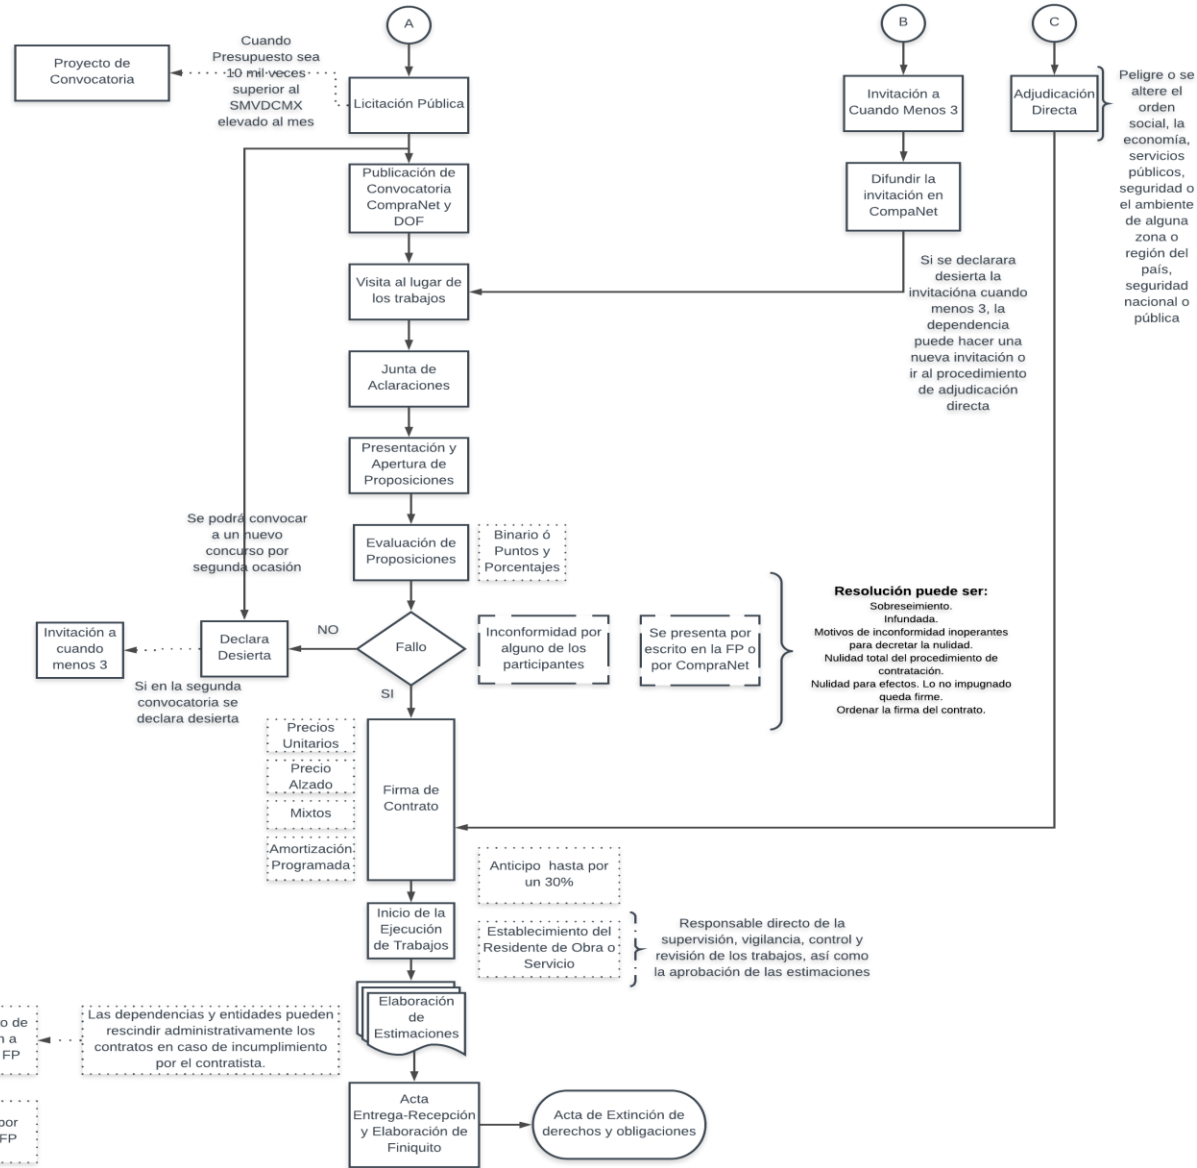 A
B
C
Cuando
Presupuesto sea
10 mil veces
superior al
SMVDCMX
elevado al mes
Proyecto de
Convocatoria
Licitación Pública
Invitación a
Cuando Menos 3
Adjudicación
Directa
Peligre o se
altere el
orden
social, la
economía,
servicios
públicos,
seguridad o
el ambiente
de alguna
zona o
región del
país,
seguridad
nacional o
pública
Publicación de
Convocatoria
CompraNet y
DOF
Difundir la
invitación en
CompaNet
Visita al lugar de
los trabajos
Si se declarara
desierta la
invitacióna cuando
menos 3, la
dependencia
puede hacer una
nueva invitación o
ir al procedimiento
de adjudicación
directa
Junta de
Aclaraciones
Presentación y
Apertura de
Proposiciones
Se podrá convocar
a un nuevo
concurso por
segunda ocasión
Evaluación de
Proposiciones
Binario ó
Puntos y
Porcentajes
Invitación a
cuando
menos 3
Declara
Desierta
NO
Fallo
SI
Inconformidad por
alguno de los
participantes
Se presenta por
escrito en la FP o
por CompraNet
Resolución puede ser:
Sobreseimiento.
Infundada.
Motivos de inconformidad inoperantes
para decretar la nulidad.
Nulidad total del procedimiento de
contratación.
Nulidad para efectos. Lo no impugnado
queda firme.
Ordenar la firma del contrato.
Si en la segunda
convocatoria se
declara desierta
Precios
Unitarios
Precio
Alzado
Mixtos
Amortización
Programada
Firma de
Contrato
Anticipo hasta por
un 30%
Inicio de la
Ejecución
de Trabajos
Establecimiento del
Residente de Obra o
Servicio
Responsable directo de la
supervisión, vigilancia, control y
revisión de los trabajos, así como
la aprobación de las estimaciones
Elaboración
de
Estimaciones
Las dependencias y entidades pueden
rescindir administrativamente los
contratos en caso de incumplimiento
por el contratista.
de
a
FP
Acta
Entrega-Recepción
y Elaboración de
Finiquito
Acta de Extinción de
derechos y obligaciones
por
FP